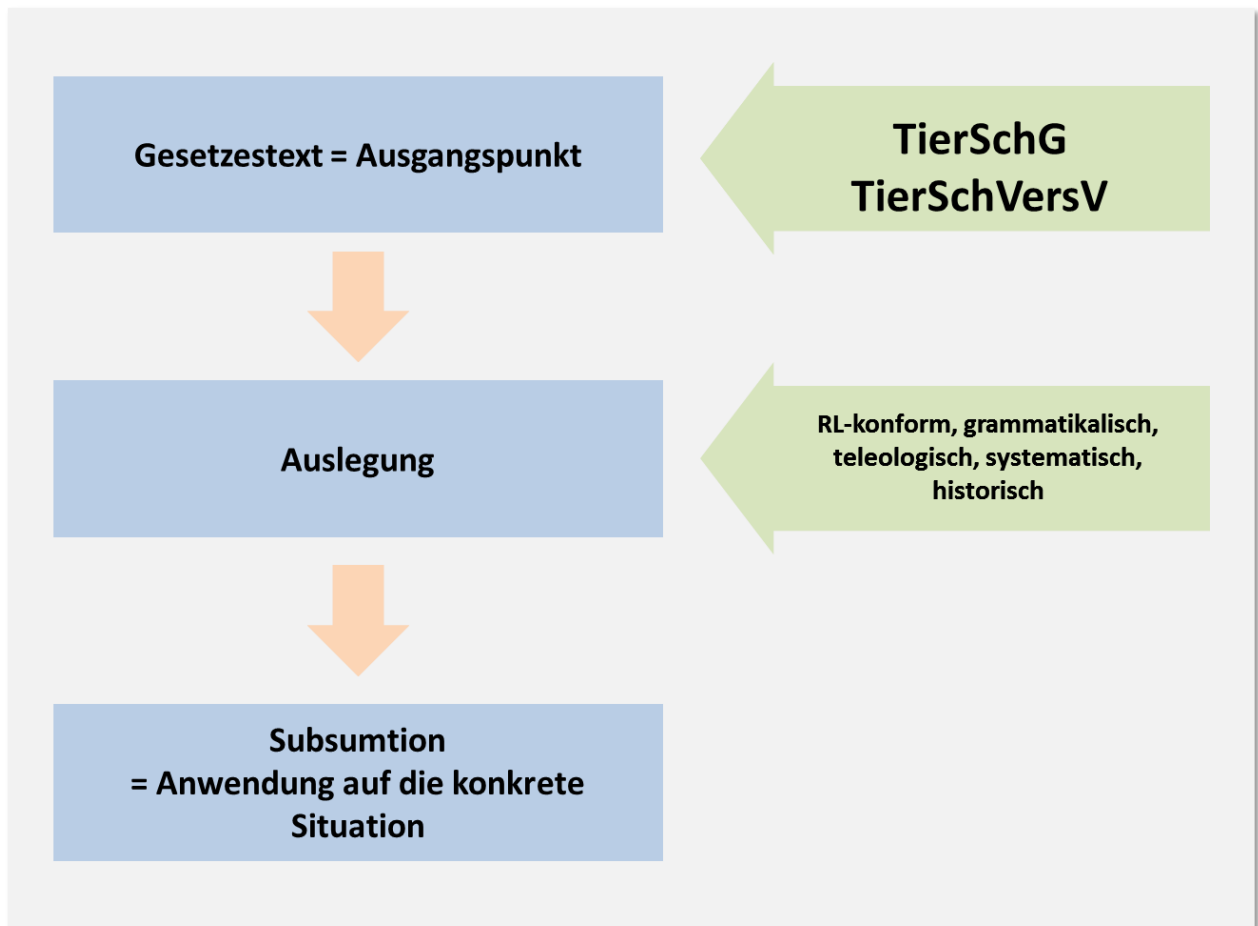 Gesetzestext = Ausgangspunkt
TierSchG
TierSchVersV
Auslegung
RL-konform, grammatikalisch,
teleologisch, systematisch,
historisch
Subsumtion
= Anwendung auf die konkrete
Situation